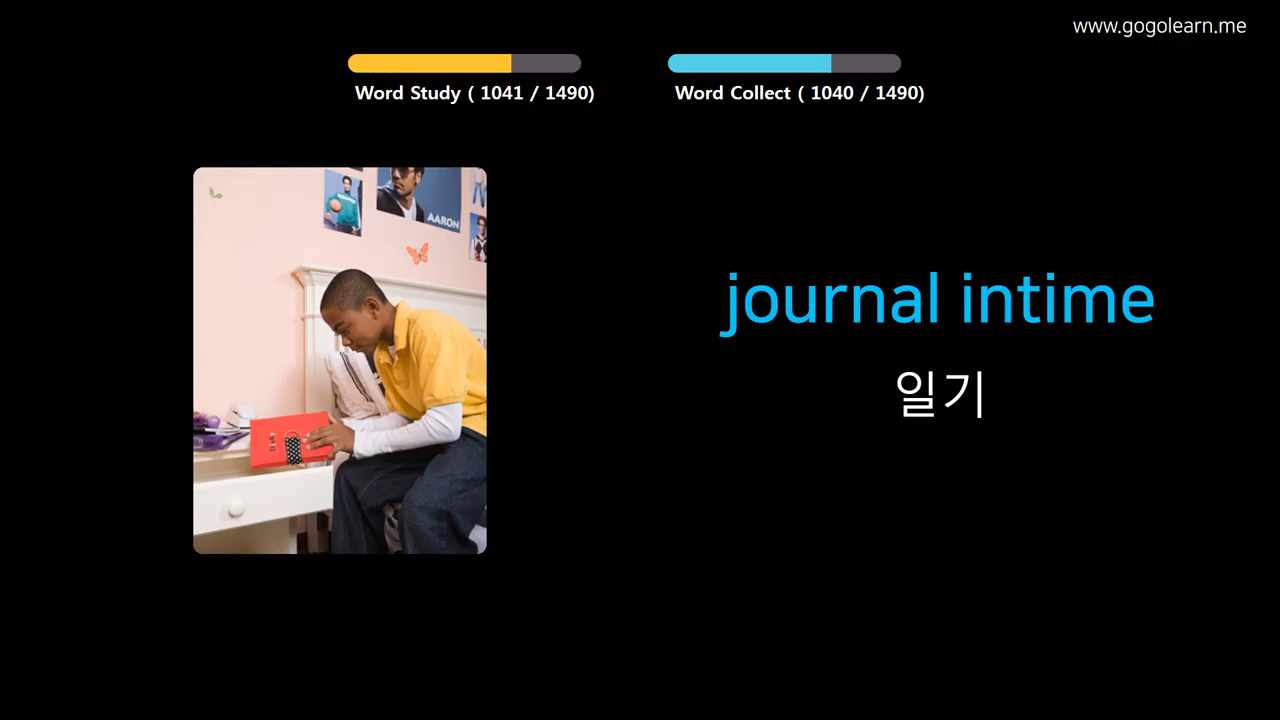 www.gogolearn.me
Word Study ( 1041 / 1490)
Word Collect ( 1040 / 1490)
AARON
journal intime
일기